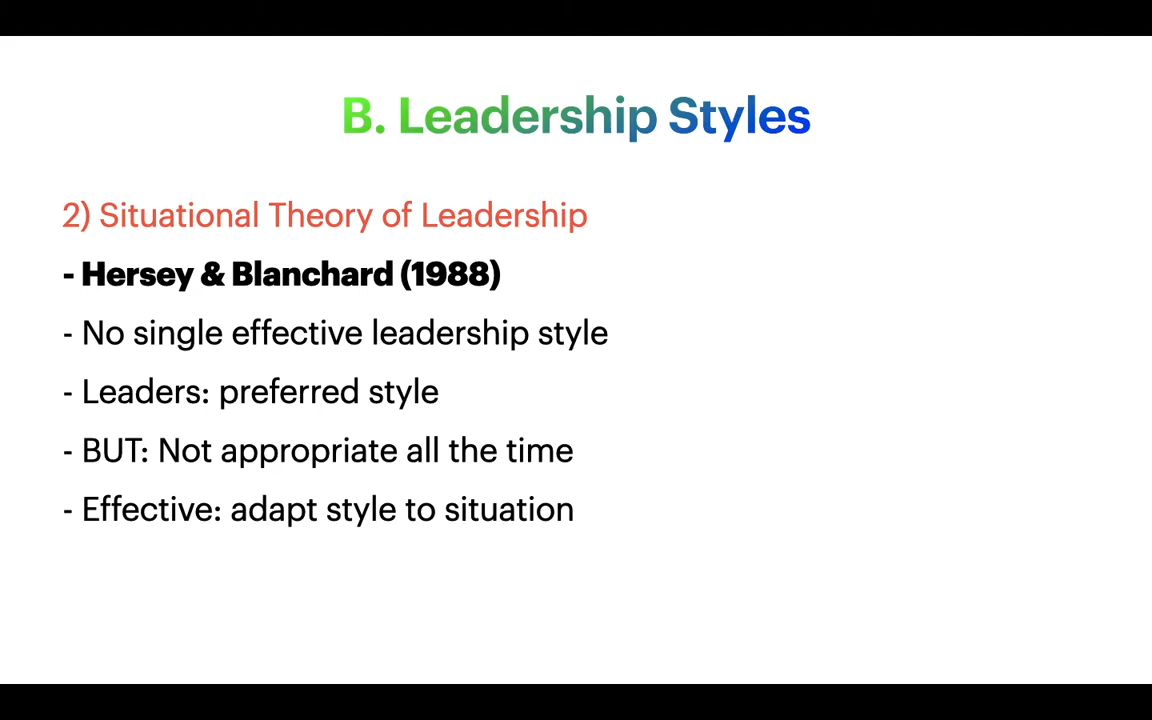 B. Leadership Styles
2) Situational Theory of Leadership
- Hersey & Blanchard (1988)
- No single effective leadership style
- Leaders: preferred style
- BUT: Not appropriate all the time
- Effective: adapt style to situation